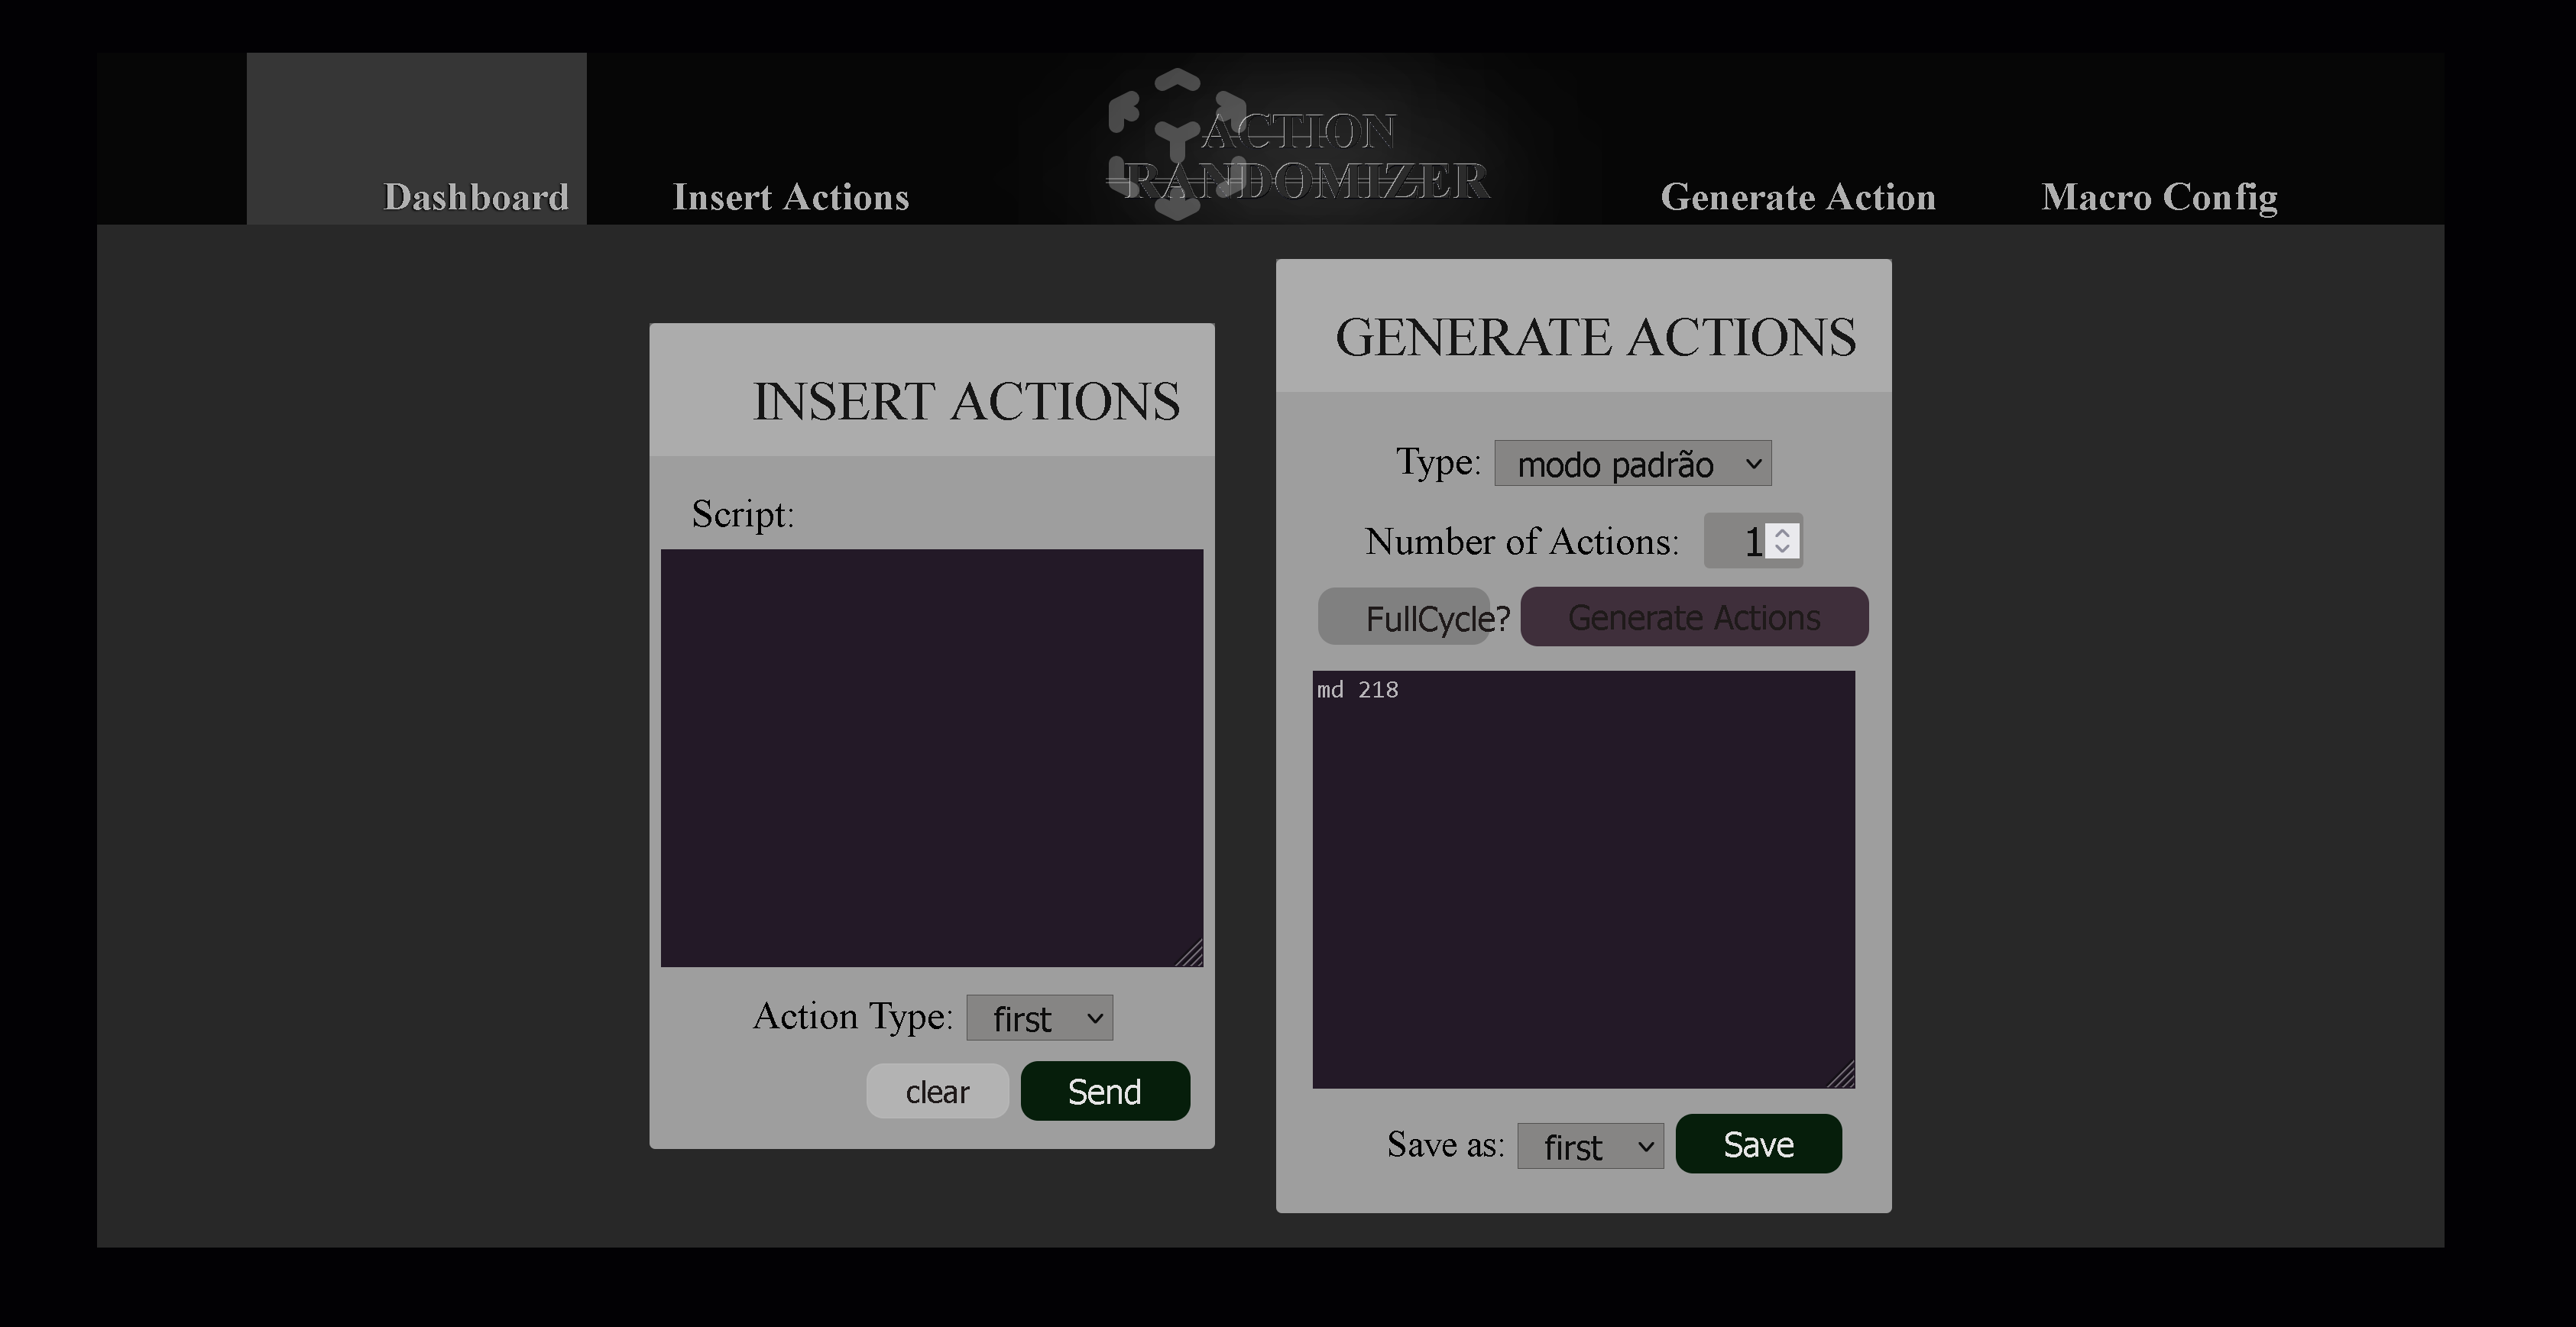 Dashboard
Insert Actions
ACTION
RANDOMIZER
Generate Action
Macro Config
INSERT ACTIONS
Script:
Action Type: first
clear Send
GENERATE ACTIONS
Type: modo padrão
Number of Actions: 1
FullCycle? Generate Actions
md 218
Save as: first Save